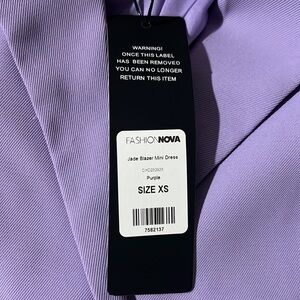 WARNING!
ONCE THIS LABEL
HAS BEEN REMOVED
YOU CAN NO LONGER
RETURN THIS ITEM
FASHIONNOVA
Jade Blazer Mini Dress
Purple
SIZE XS
7582137